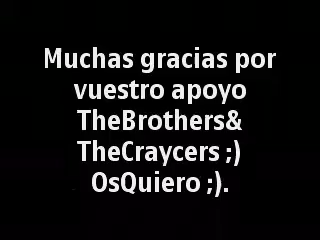 Muchas gracias por
vuestro apoyo
TheBrothers&
TheCraycers ;)
OsQuiero ;).